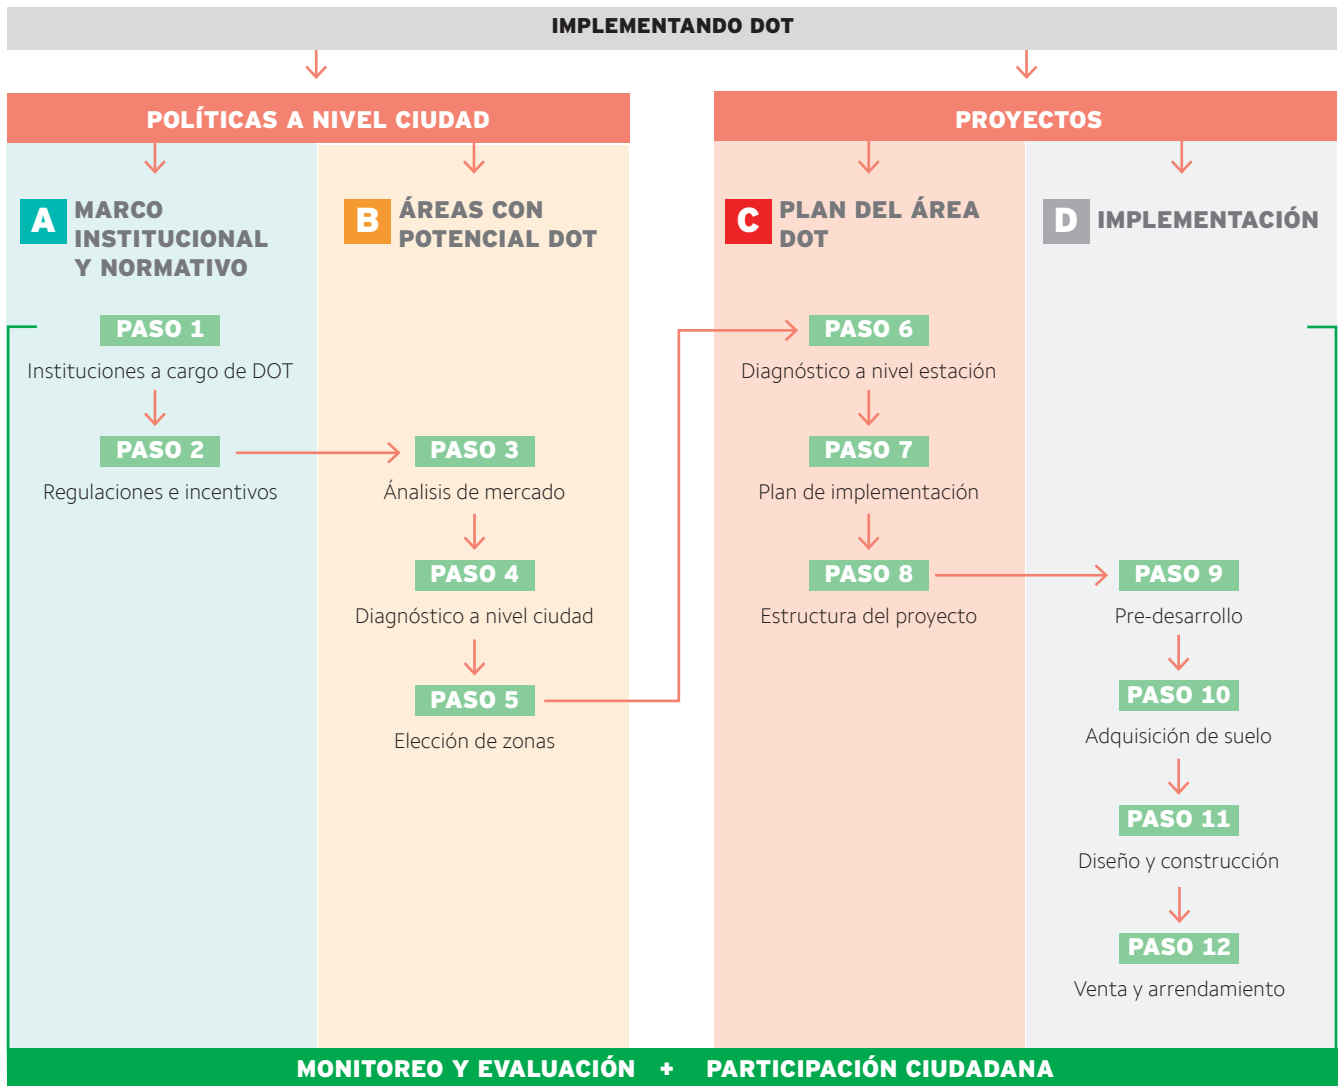 IMPLEMENTANDO DOT
POLÍTICAS A NIVEL CIUDAD
A
MARCO
INSTITUCIONAL
Y NORMATIVO
PASO 1
Instituciones a cargo de DOT
PASO 2
Regulaciones e incentivos
B
ÁREAS CON
POTENCIAL DOT
PASO 3
Ánalisis de mercado
PASO 4
Diagnóstico a nivel ciudad
PASO 5
Elección de zonas
PROYECTOS
C
PLAN DEL ÁREA
DOT
PASO 6
Diagnóstico a nivel estación
PASO 7
Plan de implementación
PASO 8
Estructura del proyecto
D
IMPLEMENTACIÓN
PASO 9
Pre-desarrollo
PASO 10
Adquisición de suelo
PASO 11
Diseño y construcción
PASO 12
Venta y arrendamiento
MONITOREO Y EVALUACIÓN + PARTICIPACIÓN CIUDADANA